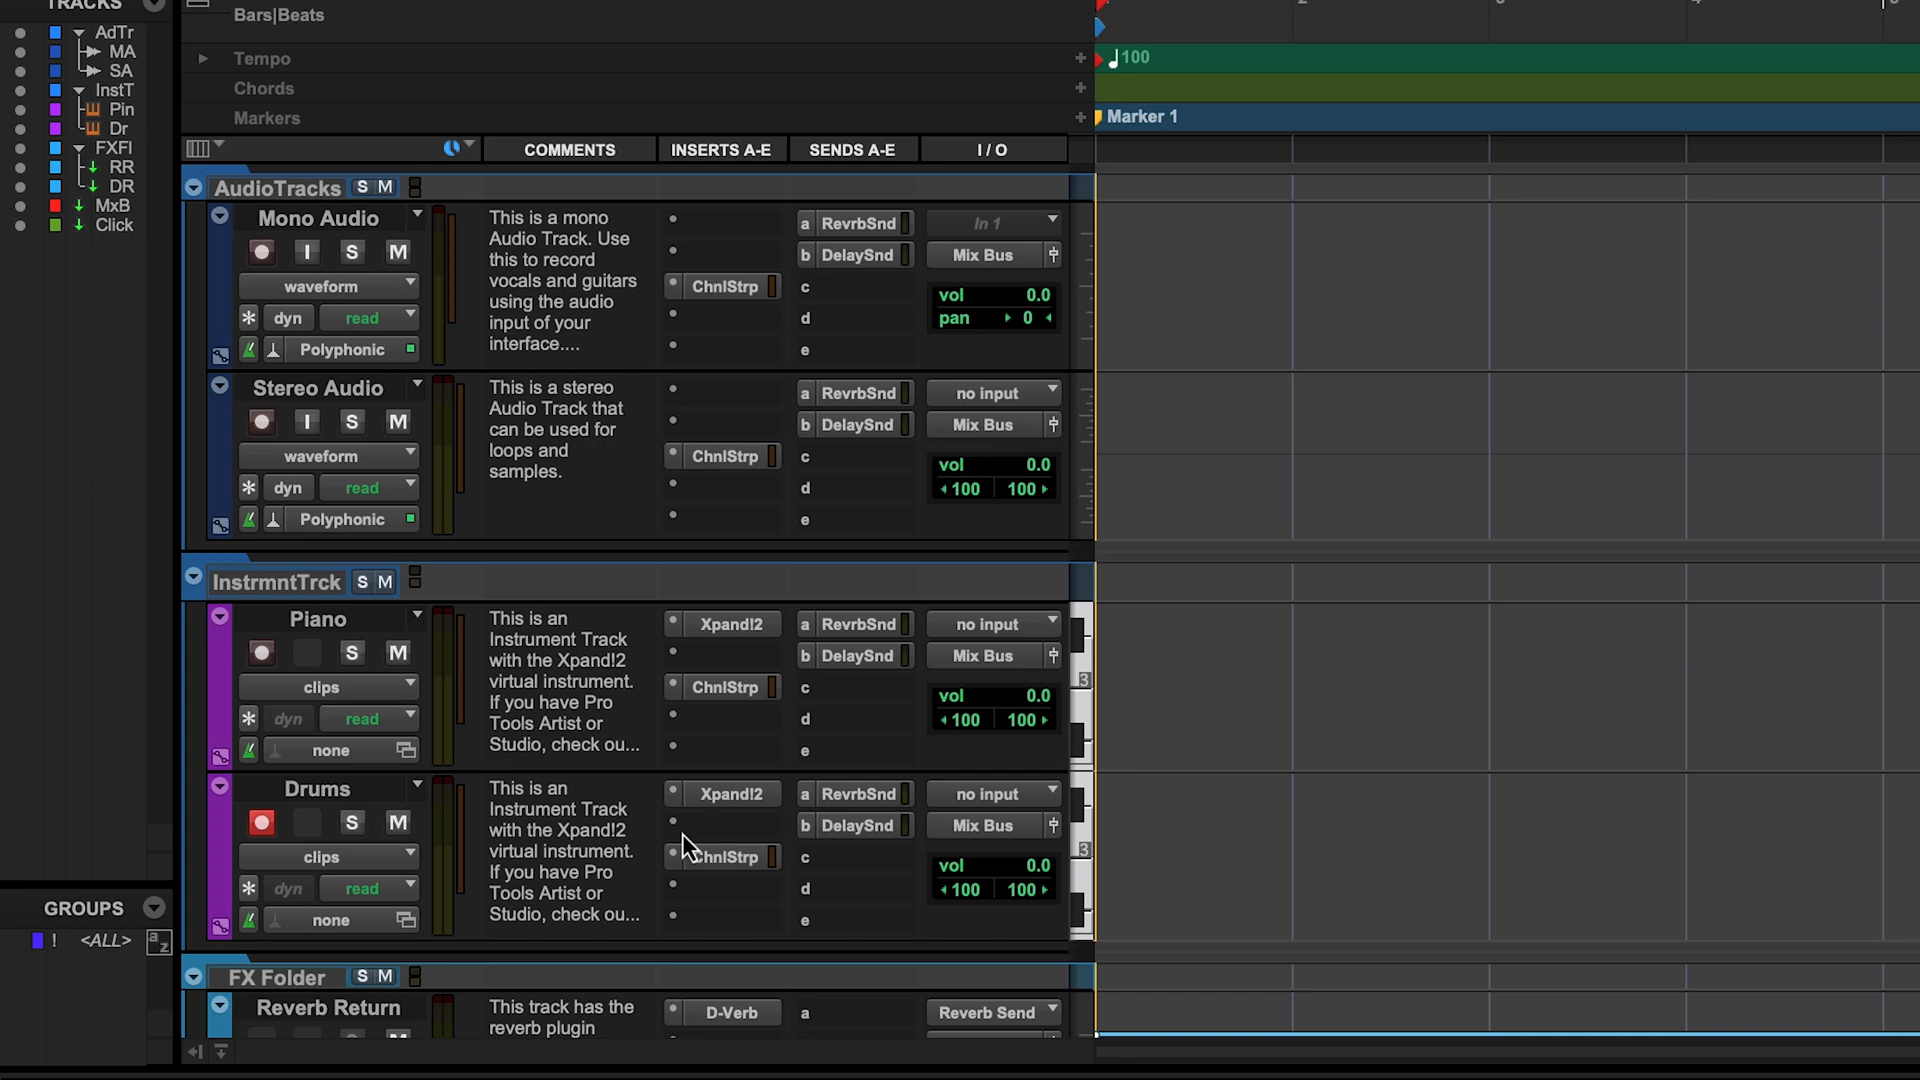 TRACKS
AdTr
MA
SA
InstT
Pin
Dr
FXFl
RR
DR
MxB
Click
GROUPS
! <ALL> a z
Bars|Beats
Tempo +
Chords +
Markers +
100
Marker 1
COMMENTS INSERTS A-E SENDS A-E I / O
AudioTracks S M
Mono Audio
I S M
waveform
* dyn read
Polyphonic
This is a mono
Audio Track. Use
this to record
vocals and guitars
using the audio
input of your
interface....
ChnlStrp
a RevrbSnd
b DelaySnd
c
d
e
In 1
Mix Bus
vol 0.0
pan 0
Stereo Audio
I S M
waveform
* dyn read
Polyphonic
This is a stereo
Audio Track that
can be used for
loops and
samples.
ChnlStrp
a RevrbSnd
b DelaySnd
c
d
e
no input
Mix Bus
vol 0.0
100 100
InstrmntTrck S M
Piano
S M
clips
* dyn read
none
This is an
Instrument Track
with the Xpand!2
virtual instrument.
If you have Pro
Tools Artist or
Studio, check ou...
Xpand!2
ChnlStrp
a RevrbSnd
b DelaySnd
c
d
e
no input
Mix Bus
vol 0.0
100 100
3
Drums
S M
clips
* dyn read
none
This is an
Instrument Track
with the Xpand!2
virtual instrument.
If you have Pro
Tools Artist or
Studio, check ou...
Xpand!2
ChnlStrp
a RevrbSnd
b DelaySnd
c
d
e
no input
Mix Bus
vol 0.0
100 100
3
FX Folder S M
Reverb Return
This track has the
reverb plugin
D-Verb
a
Reverb Send